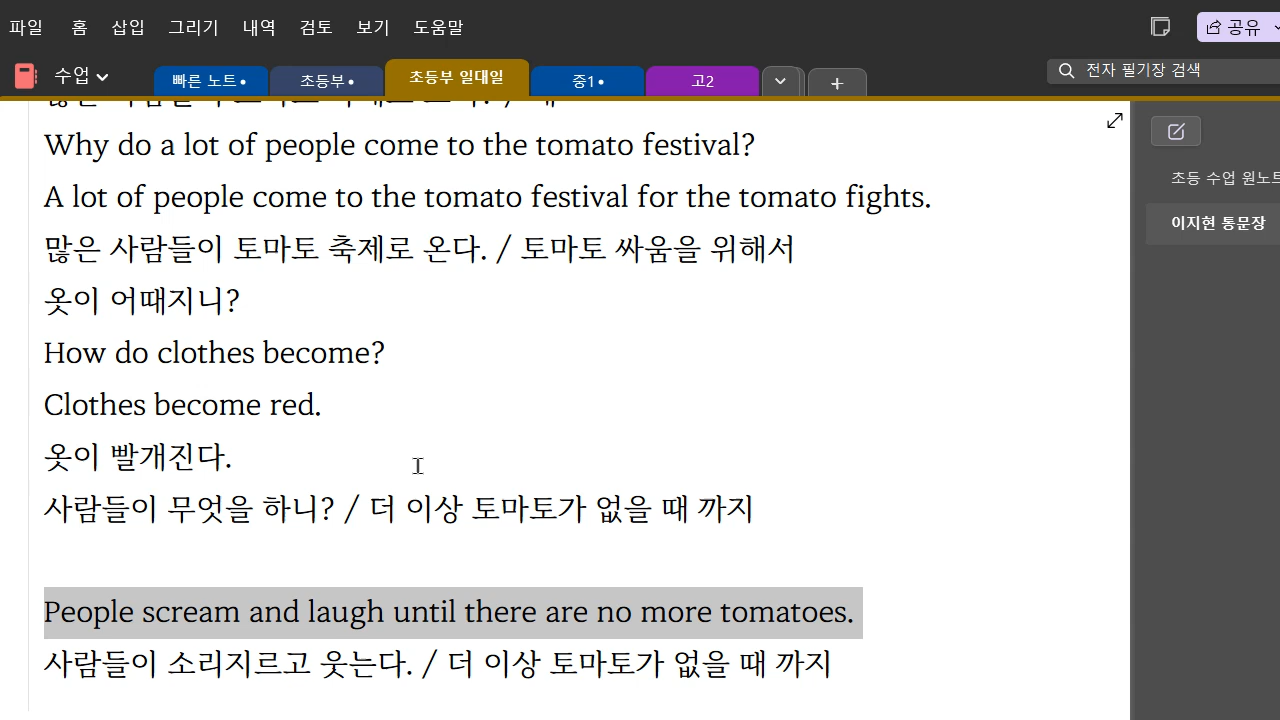 파일 홈 삽입 그리기 내역 검토 보기 도움말 공유
수업 빠른 노트 초등부 초등부 일대일 중1 고2 + 전자 필기장 검색
Why do a lot of people come to the tomato festival?
A lot of people come to the tomato festival for the tomato fights.
많은 사람들이 토마토 축제로 온다. / 토마토 싸움을 위해서
옷이 어때지니?
How do clothes become?
Clothes become red.
옷이 빨개진다.
사람들이 무엇을 하니? / 더 이상 토마토가 없을 때 까지
People scream and laugh until there are no more tomatoes.
사람들이 소리지르고 웃는다. / 더 이상 토마토가 없을 때 까지
초등 수업 원노트
이지현 통문장